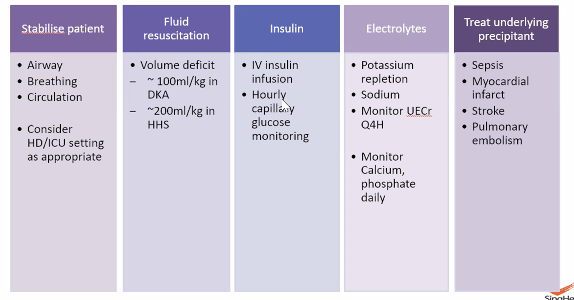 Stabilise patient
• Airway
• Breathing
• Circulation
• Consider
HD/ICU setting
as appropriate
Fluid
resuscitation
• Volume deficit
– ~ 100ml/kg in
DKA
– ~200ml/kg in
HHS
Insulin
• IV insulin
infusion
• Hourly
capillary
glucose
monitoring
Electrolytes
• Potassium
repletion
• Sodium
• Monitor UECr
Q4H
• Monitor
Calcium,
phosphate
daily
Treat underlying
precipitant
• Sepsis
• Myocardial
infarct
• Stroke
• Pulmonary
embolism